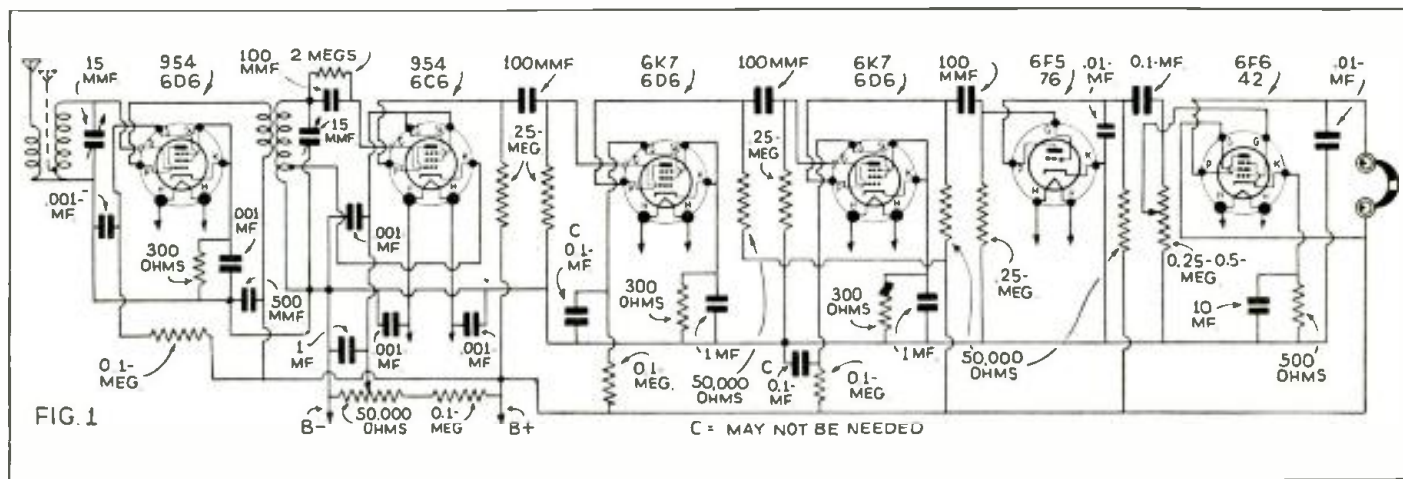 15
MMF
954
6D6
100
MMF
2 MEGS
954
6C6
100MMF
6K7
6D6
100MMF
6K7
6D6
100
MMF
6F5
76
.01-
MF
0.1-MF.
6F6
42
.01-
MF
15
MMF
.25-
MEG
.25-
MEG
.001-
MF
300
OHMS
.001
MF
500
MMF
.001
MF
C
0.1-
MF
300
OHMS
300
OHMS
.25-
MEG
0.25-0.5-
MEG
10
MF
0.1-
MEG
1
MF
.001
MF
.001-
MF
0.1
MEG.
1MF
50,000
OHMS
C
0.1-
MF
0.1-
MEG
1MF
50,000
OHMS
500
OHMS
FIG.1
B-
50,000
OHMS
0.1-
MEG
B+
C = MAY NOT BE NEEDED
P
G
K
H
H